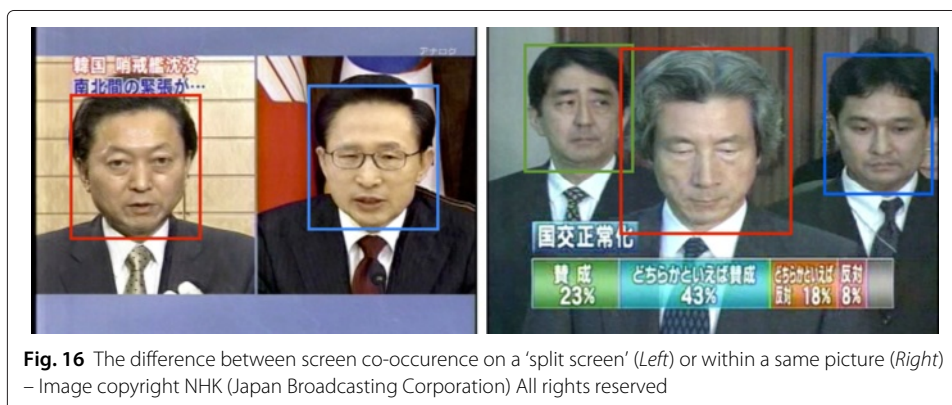 アナログ
韓国 哨戒艦沈没
南北間の緊張が…
国交正常化
賛成 どちらかといえば賛成 どちらかといえば反対 反対
23% 43% 18% 8%
Fig. 16 The difference between screen co-occurence on a ‘split screen’ (Left) or within a same picture (Right)
– Image copyright NHK (Japan Broadcasting Corporation) All rights reserved